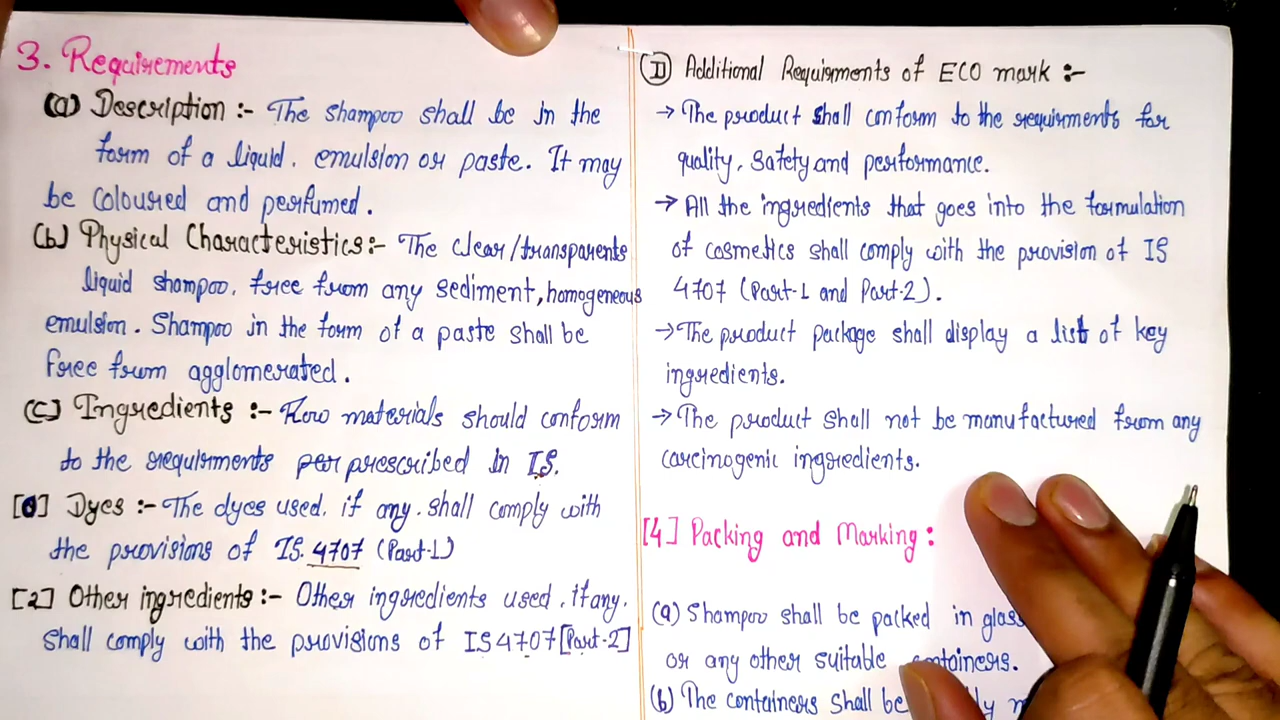 3. Requirements
(a) Description :- The shampoo shall be in the
form of a liquid, emulsion or paste. It may
be coloured and perfumed.
(b) Physical Characteristics :- The clear/transparents
liquid shampoo, free from any sediment, homogeneous
emulsion. Shampoo in the form of a paste shall be
free from agglomerated.
(C) Ingredients :- Row materials should conform
to the requirments per prescribed in IS.
Dyes :- The dyes used, if any, shall comply with
the provisions of IS. 4707 (Part-1)
[2] Other ingredients :- Other ingredients used, if any,
shall comply with the provisions of IS 4707 [Part-2]
(D) Additional Requirments of ECO mark :-
→ The product shall conform to the requirments for
quality, safety and performance.
→ All the ingredients that goes into the formulation
of cosmetics shall comply with the provision of IS
4707 (Part-1 and Part-2).
→ The product package shall display a list of key
ingredients.
→ The product shall not be manufactured from any
carcinogenic ingredients.
[4] Packing and Marking :
(a) Shampoo shall be packed in glass
or any other suitable containers.
(b) The containers shall be